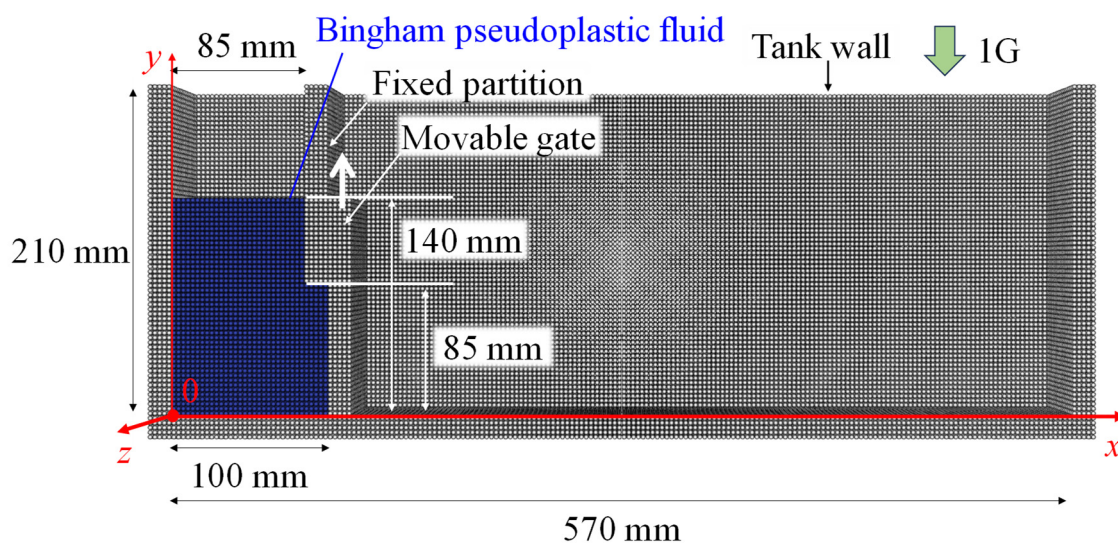 Bingham pseudoplastic fluid
85 mm
Tank wall
1G
y
Fixed partition
Movable gate
210 mm
140 mm
85 mm
0
z
x
100 mm
570 mm